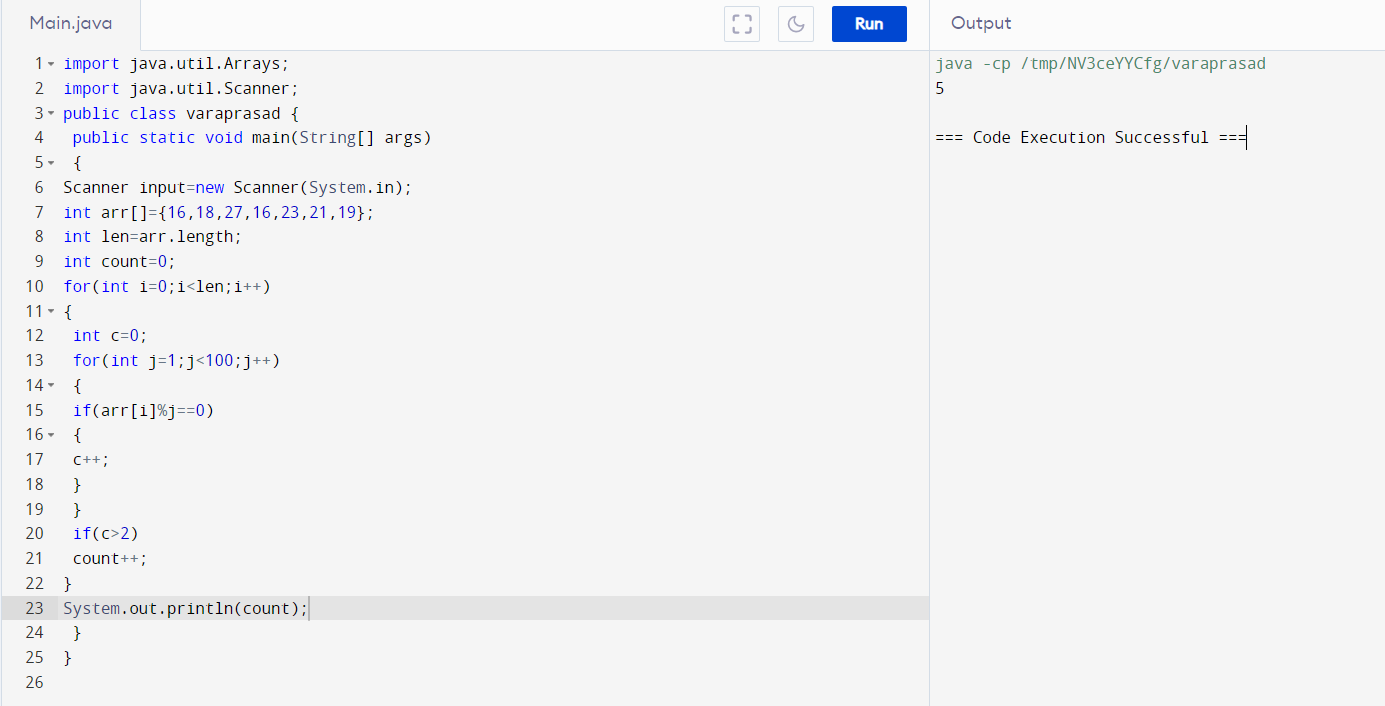 Main.java
Run
Output
1 import java.util.Arrays;
2 import java.util.Scanner;
3 public class varaprasad {
4  public static void main(String[] args)
5  {
6 Scanner input=new Scanner(System.in);
7 int arr[]={16,18,27,16,23,21,19};
8 int len=arr.length;
9 int count=0;
10 for(int i=0;i<len;i++)
11 {
12  int c=0;
13  for(int j=1;j<100;j++)
14  {
15  if(arr[i]%j==0)
16  {
17  c++;
18  }
19  }
20  if(c>2)
21  count++;
22 }
23 System.out.println(count);
24  }
25 }
26
java -cp /tmp/NV3ceYYCfg/varaprasad
5
=== Code Execution Successful ===